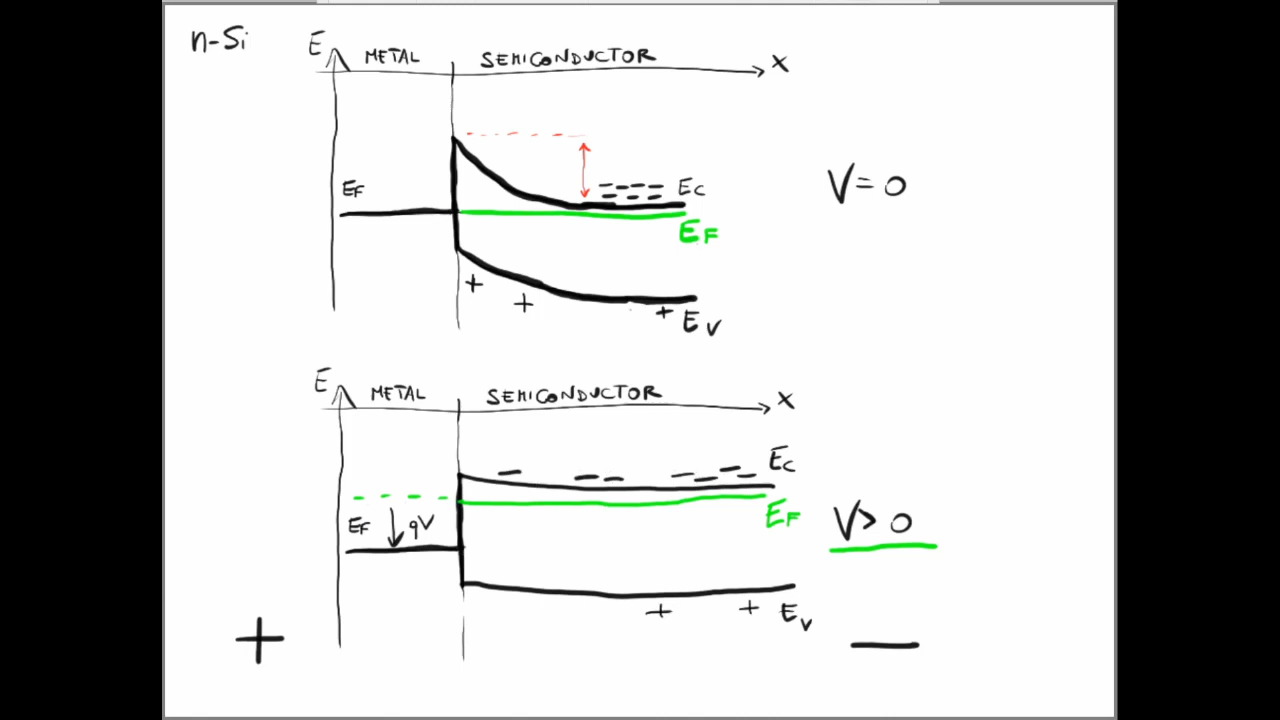 n-Si
E METAL SEMICONDUCTOR x
EF EC V=0
EF
+ + + EV
E METAL SEMICONDUCTOR x
EC
EF qV EF V>0
+ + EV
+ −